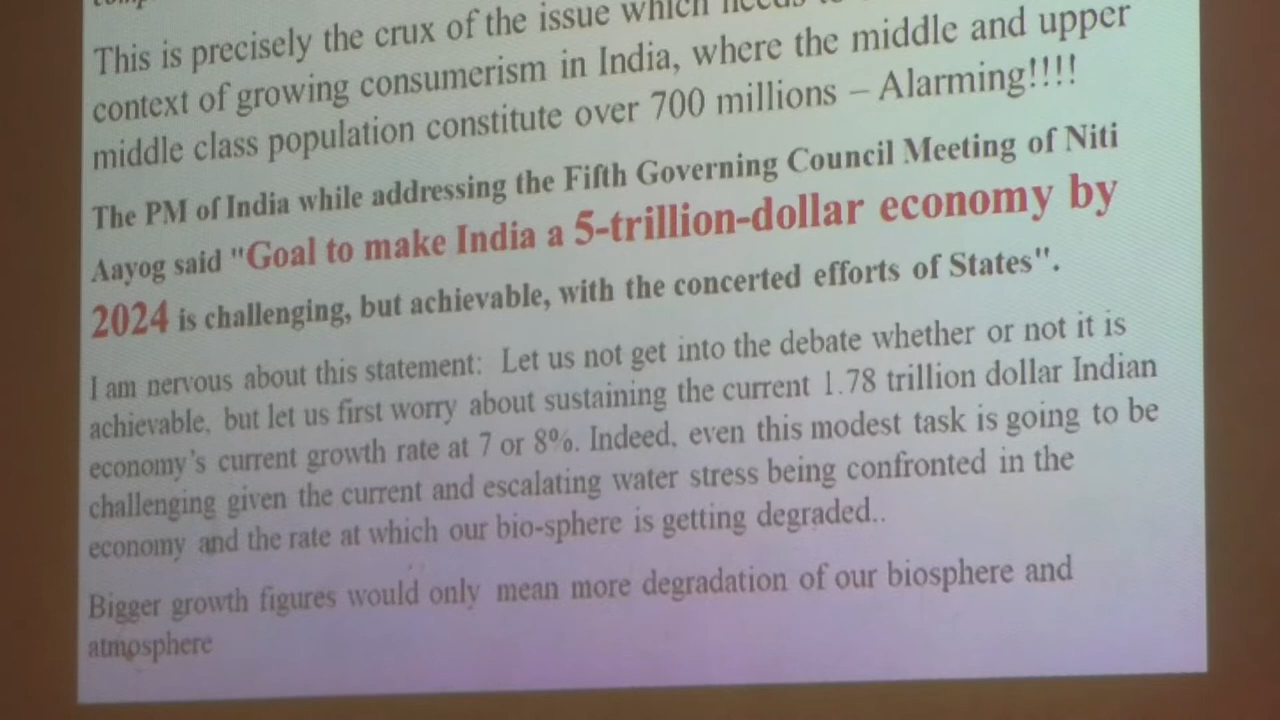 This is precisely the crux of the issue which needs to
context of growing consumerism in India, where the middle and upper
middle class population constitute over 700 millions – Alarming!!!!
The PM of India while addressing the Fifth Governing Council Meeting of Niti
Aayog said "Goal to make India a 5-trillion-dollar economy by
2024 is challenging, but achievable, with the concerted efforts of States".
I am nervous about this statement: Let us not get into the debate whether or not it is
achievable, but let us first worry about sustaining the current 1.78 trillion dollar Indian
economy's current growth rate at 7 or 8%. Indeed, even this modest task is going to be
challenging given the current and escalating water stress being confronted in the
economy and the rate at which our bio-sphere is getting degraded..
Bigger growth figures would only mean more degradation of our biosphere and
atmosphere